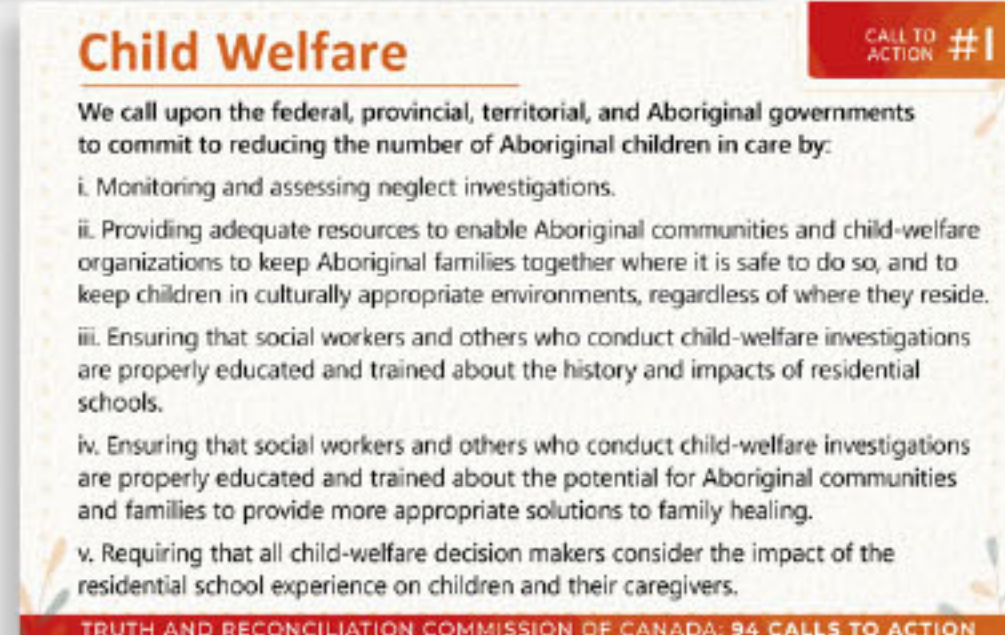 Child Welfare
CALL TO
ACTION #1
We call upon the federal, provincial, territorial, and Aboriginal governments
to commit to reducing the number of Aboriginal children in care by:
i. Monitoring and assessing neglect investigations.
ii. Providing adequate resources to enable Aboriginal communities and child-welfare
organizations to keep Aboriginal families together where it is safe to do so, and to
keep children in culturally appropriate environments, regardless of where they reside.
iii. Ensuring that social workers and others who conduct child-welfare investigations
are properly educated and trained about the history and impacts of residential
schools.
iv. Ensuring that social workers and others who conduct child-welfare investigations
are properly educated and trained about the potential for Aboriginal communities
and families to provide more appropriate solutions to family healing.
v. Requiring that all child-welfare decision makers consider the impact of the
residential school experience on children and their caregivers.
TRUTH AND RECONCILIATION COMMISSION OF CANADA: 94 CALLS TO ACTION